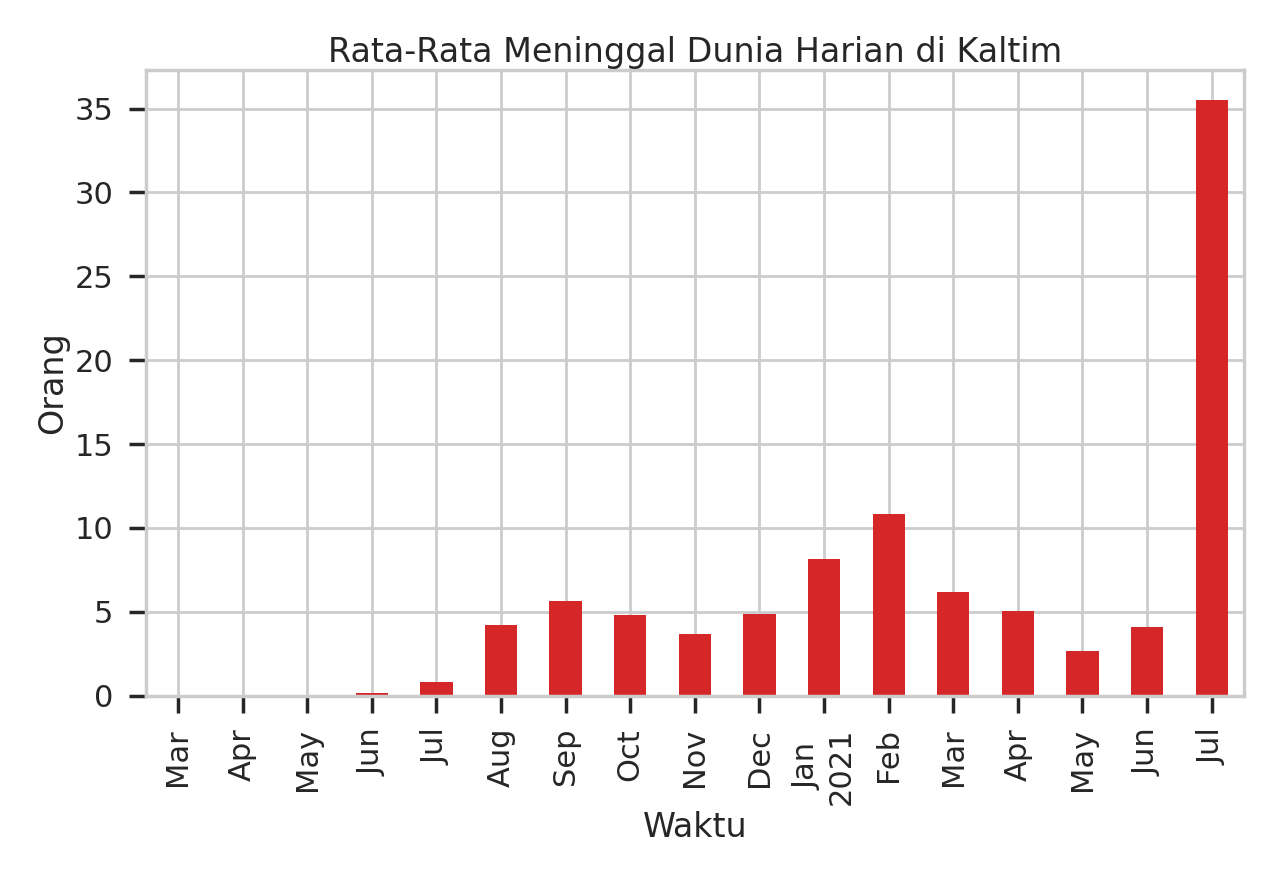 Rata-Rata Meninggal Dunia Harian di Kaltim
Orang
35
30
25
20
15
10
5
0
Mar
Apr
May
Jun
Jul
Aug
Sep
Oct
Nov
Dec
Jan
2021
Feb
Mar
Apr
May
Jun
Jul
Waktu